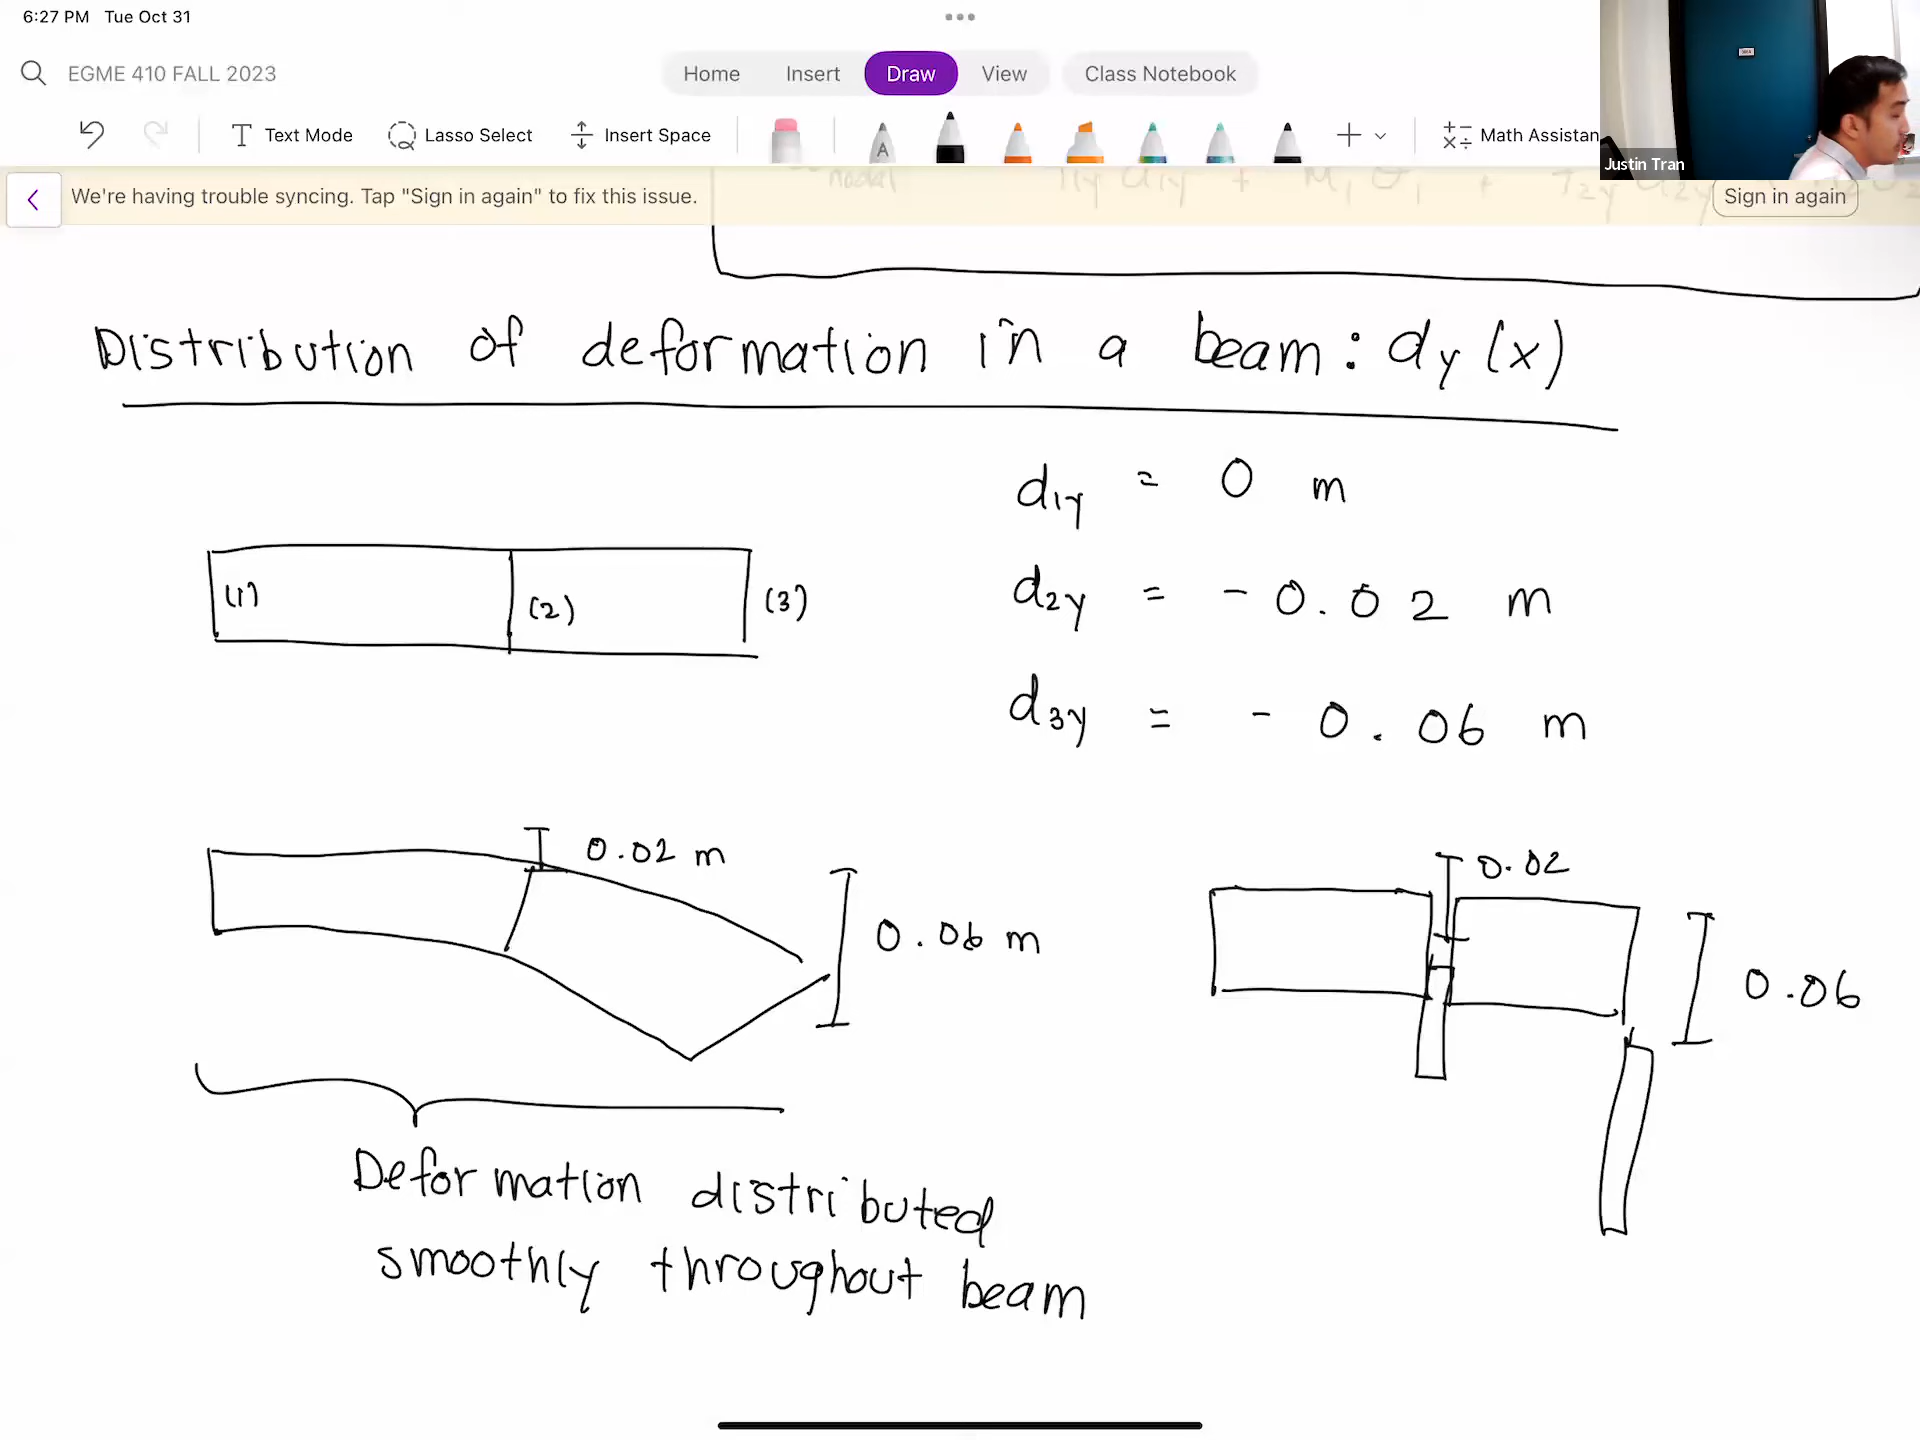 6:27 PM Tue Oct 31
EGME 410 FALL 2023
Home Insert Draw View Class Notebook
Text Mode Lasso Select Insert Space A Math Assistan
Justin Tran
We're having trouble syncing. Tap "Sign in again" to fix this issue.
Sign in again
Distribution of deformation in a beam: dy (x)
d1y = 0 m
(1) (2) (3)
d2y = - 0.02 m
d3y = - 0.06 m
0.02 m
0.06 m
0.02
0.06
Deformation distributed
smoothly throughout beam